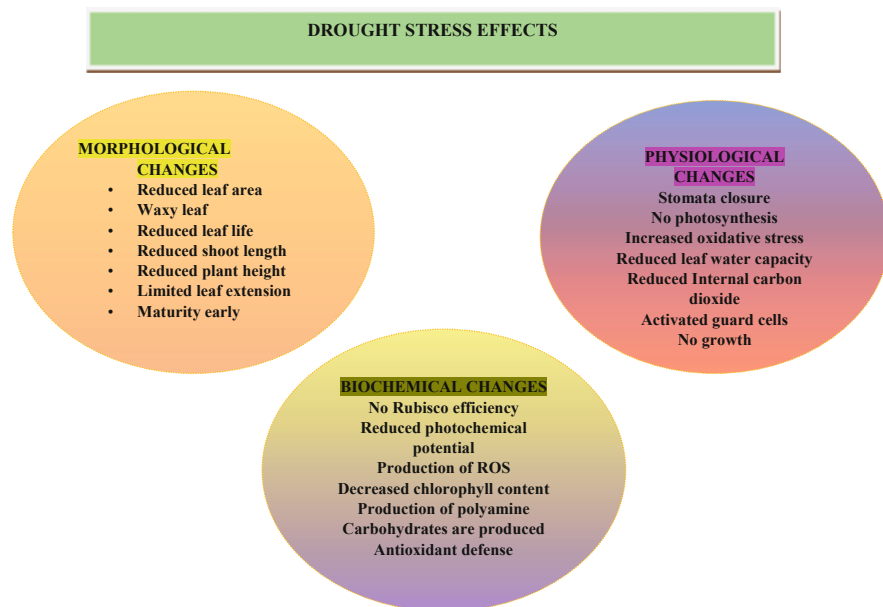 DROUGHT STRESS EFFECTS
MORPHOLOGICAL
CHANGES
• Reduced leaf area
• Waxy leaf
• Reduced leaf life
• Reduced shoot length
• Reduced plant height
• Limited leaf extension
• Maturity early
PHYSIOLOGICAL
CHANGES
Stomata closure
No photosynthesis
Increased oxidative stress
Reduced leaf water capacity
Reduced Internal carbon
dioxide
Activated guard cells
No growth
BIOCHEMICAL CHANGES
No Rubisco efficiency
Reduced photochemical
potential
Production of ROS
Decreased chlorophyll content
Production of polyamine
Carbohydrates are produced
Antioxidant defense